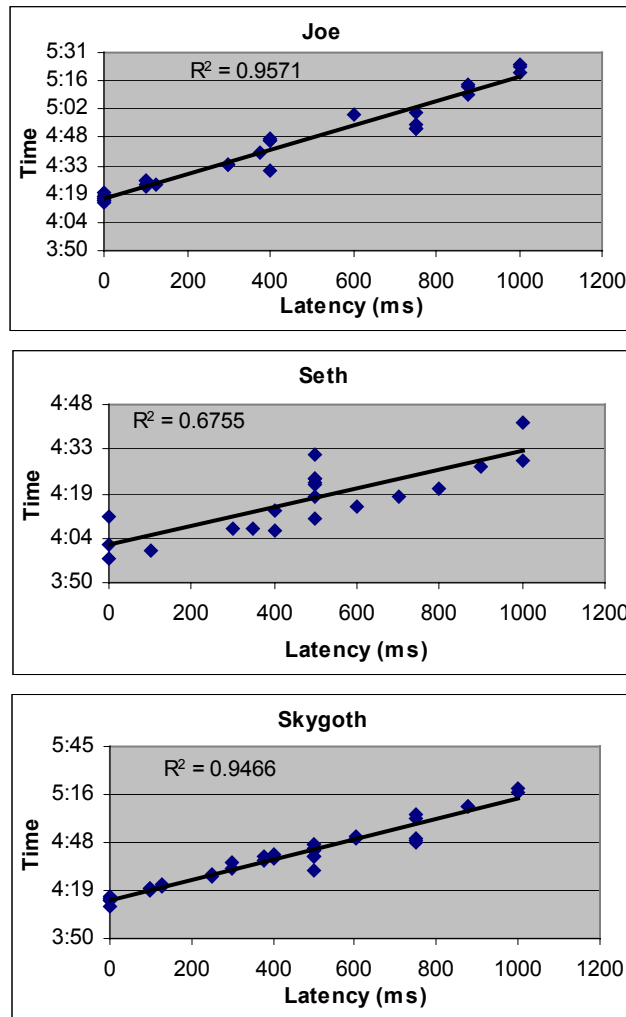 Joe
R² = 0.9571
5:31
5:16
5:02
4:48
4:33
4:19
4:04
3:50
Time
0 200 400 600 800 1000 1200
Latency (ms)
Seth
R² = 0.6755
4:48
4:33
4:19
4:04
3:50
Time
0 200 400 600 800 1000 1200
Latency (ms)
Skygoth
R² = 0.9466
5:45
5:16
4:48
4:19
3:50
Time
0 200 400 600 800 1000 1200
Latency (ms)